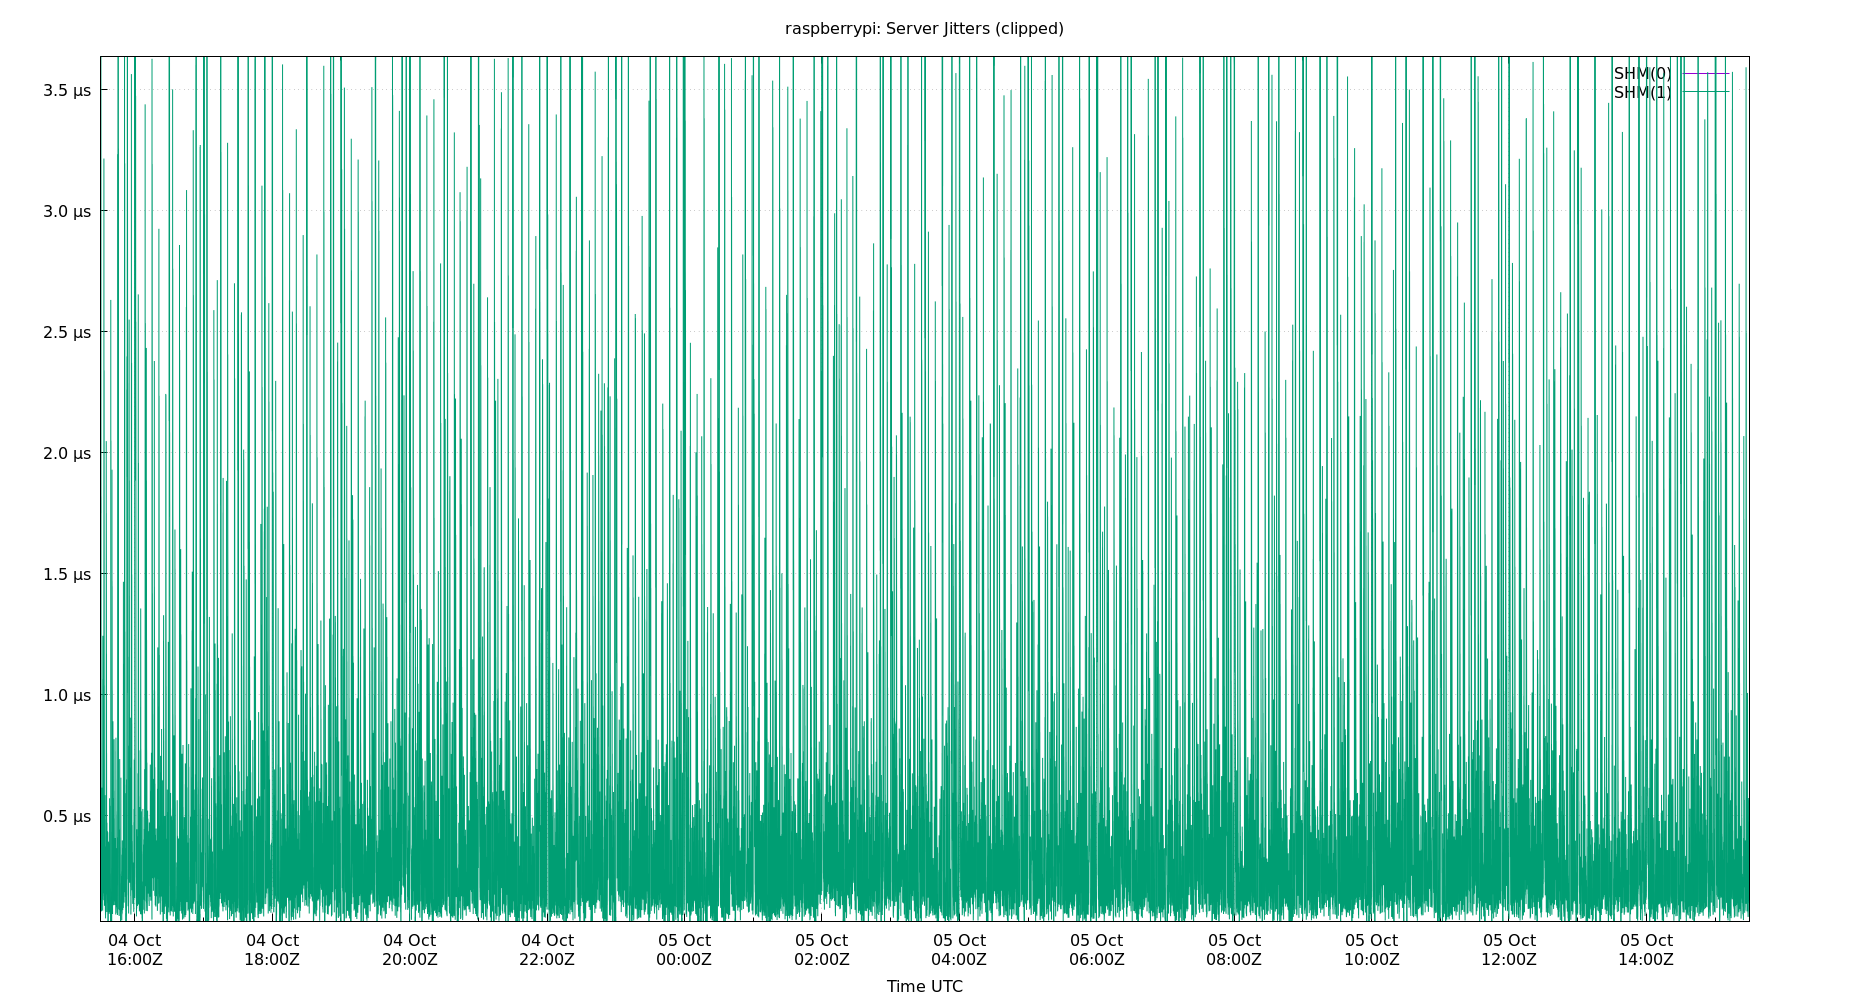 raspberrypi: Server Jitters (clipped)
SHM(0)
SHM(1)
3.5 µs
3.0 µs
2.5 µs
2.0 µs
1.5 µs
1.0 µs
0.5 µs
04 Oct 04 Oct 04 Oct 04 Oct 05 Oct 05 Oct 05 Oct 05 Oct 05 Oct 05 Oct 05 Oct 05 Oct
16:00Z 18:00Z 20:00Z 22:00Z 00:00Z 02:00Z 04:00Z 06:00Z 08:00Z 10:00Z 12:00Z 14:00Z
Time UTC